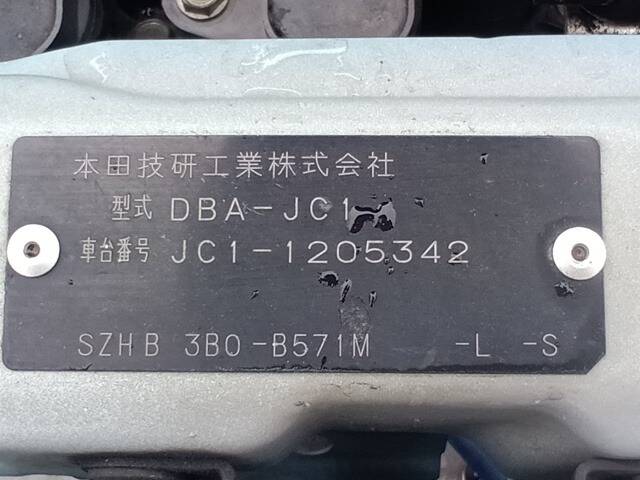 本田技研工業株式会社
型式 DBA-JC1
車台番号 JC1-1205342
SZHB 3B0-B571M -L -S